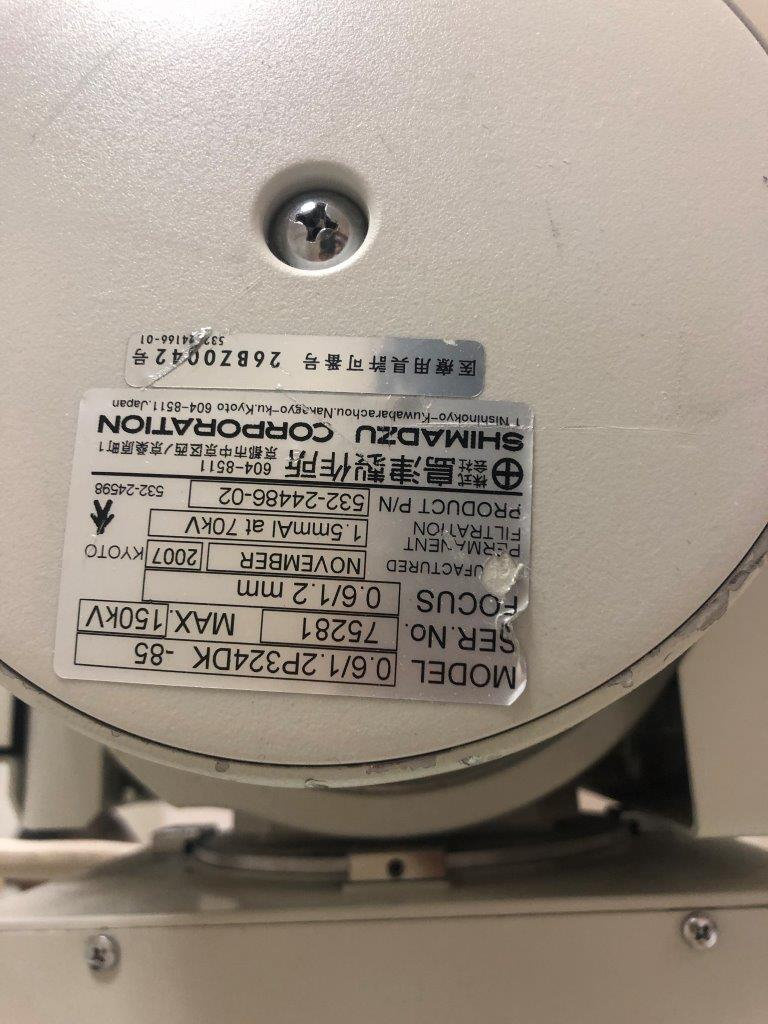 MODEL 0.6/1.2P324DK -85
SER.No. 75281 MAX.150kV
FOCUS 0.6/1.2 mm
UFACTURED NOVEMBER 2007 KYOTO
PERMANENT
FILTRATION 1.5mmAl at 70kV
PRODUCT P/N 532-24486-02 532-24598
株式会社 島津製作所 604-8511 京都市中京区西ノ京桑原町1
SHIMADZU CORPORATION
1 Nishinokyo-Kuwabarachou,Nakagyo-ku,Kyoto 604-8511,Japan
医療用具許可番号 26BZ0042号
532-24166-01